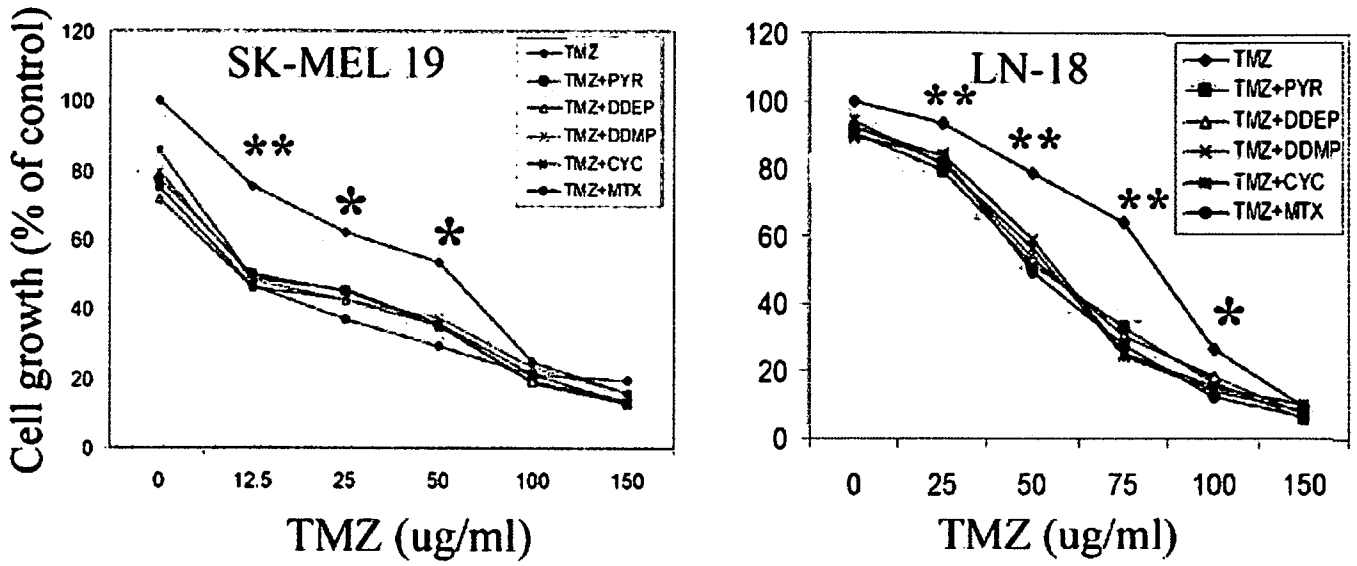 Cell growth (% of control)
120
100
80
60
40
20
0
SK-MEL 19
TMZ
TMZ+PYR
TMZ+DDEP
TMZ+DDMP
TMZ+CYC
TMZ+MTX
**
*
*
0 12.5 25 50 100 150
TMZ (ug/ml)
120
100
80
60
40
20
0
LN-18
TMZ
TMZ+PYR
TMZ+DDEP
TMZ+DDMP
TMZ+CYC
TMZ+MTX
**
**
**
*
0 25 50 75 100 150
TMZ (ug/ml)